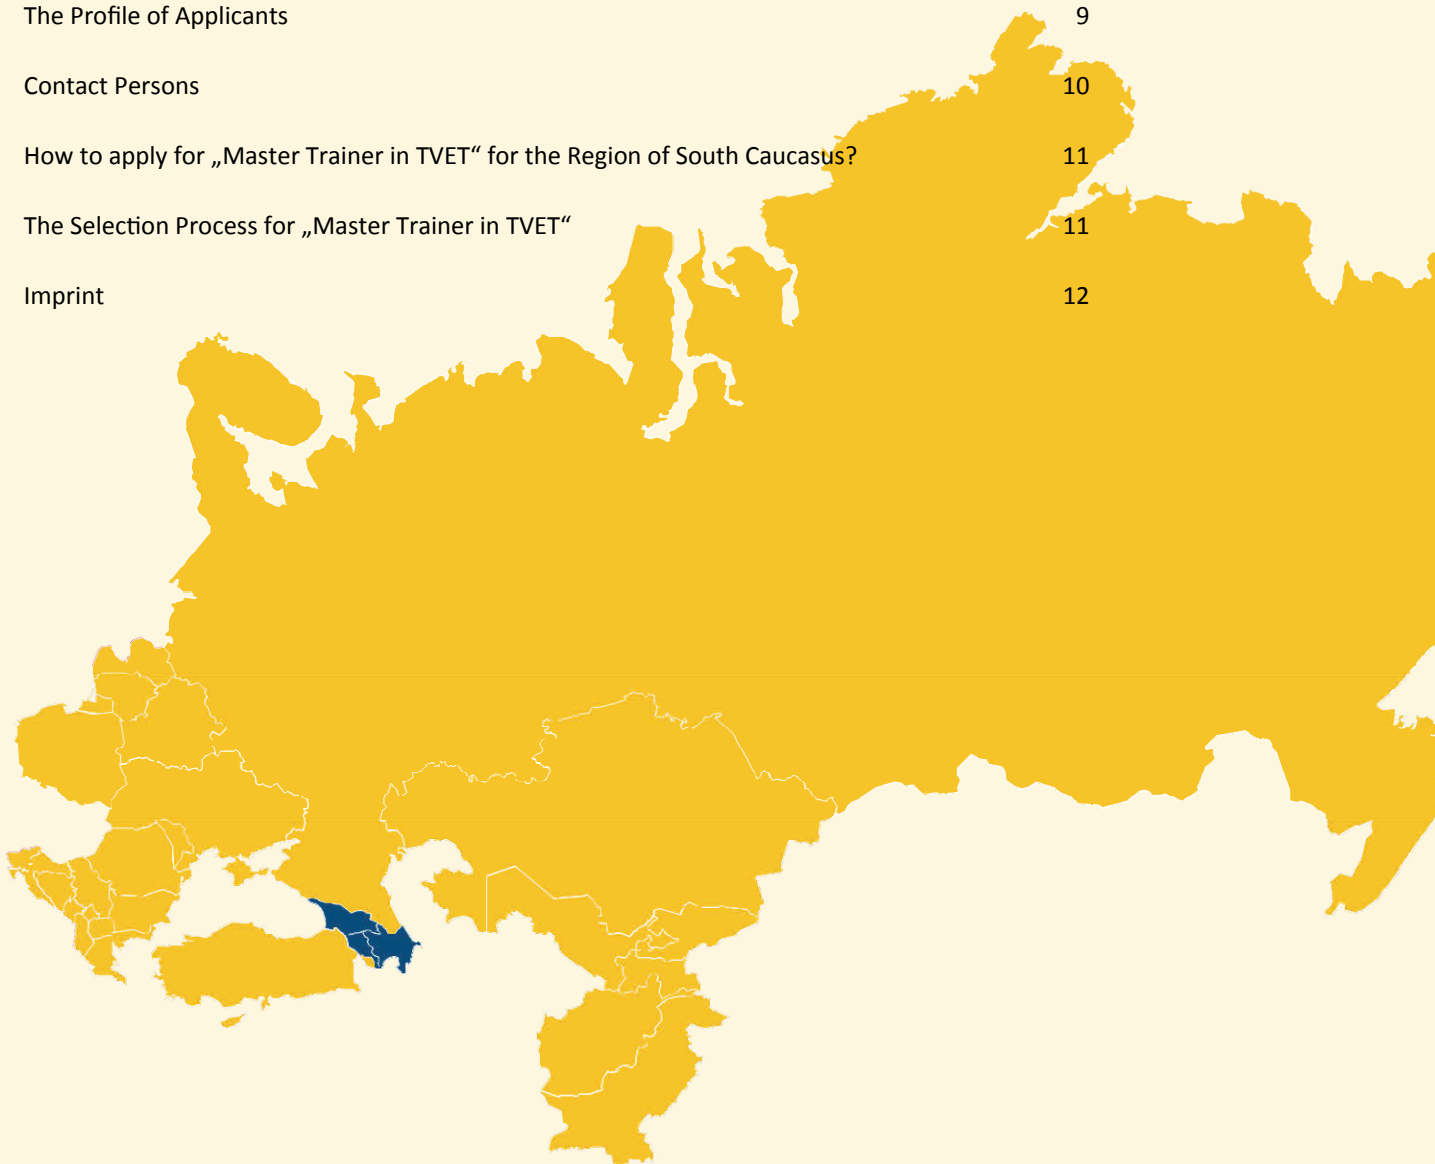 The Profile of Applicants 9
Contact Persons 10
How to apply for „Master Trainer in TVET“ for the Region of South Caucasus? 11
The Selection Process for „Master Trainer in TVET“ 11
Imprint 12